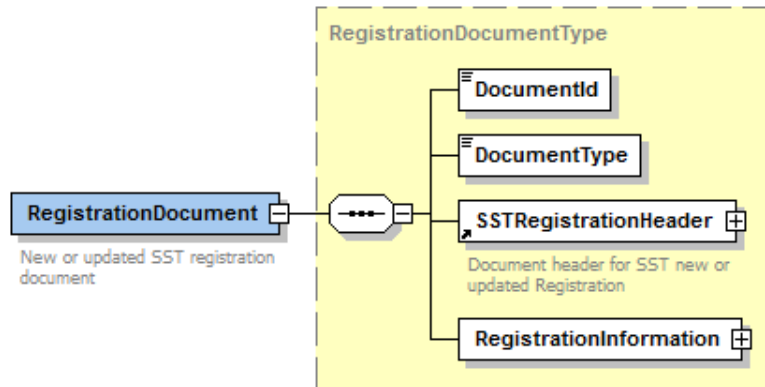 RegistrationDocumentType
DocumentId
DocumentType
RegistrationDocument
New or updated SST registration
document
SSTRegistrationHeader
Document header for SST new or
updated Registration
RegistrationInformation